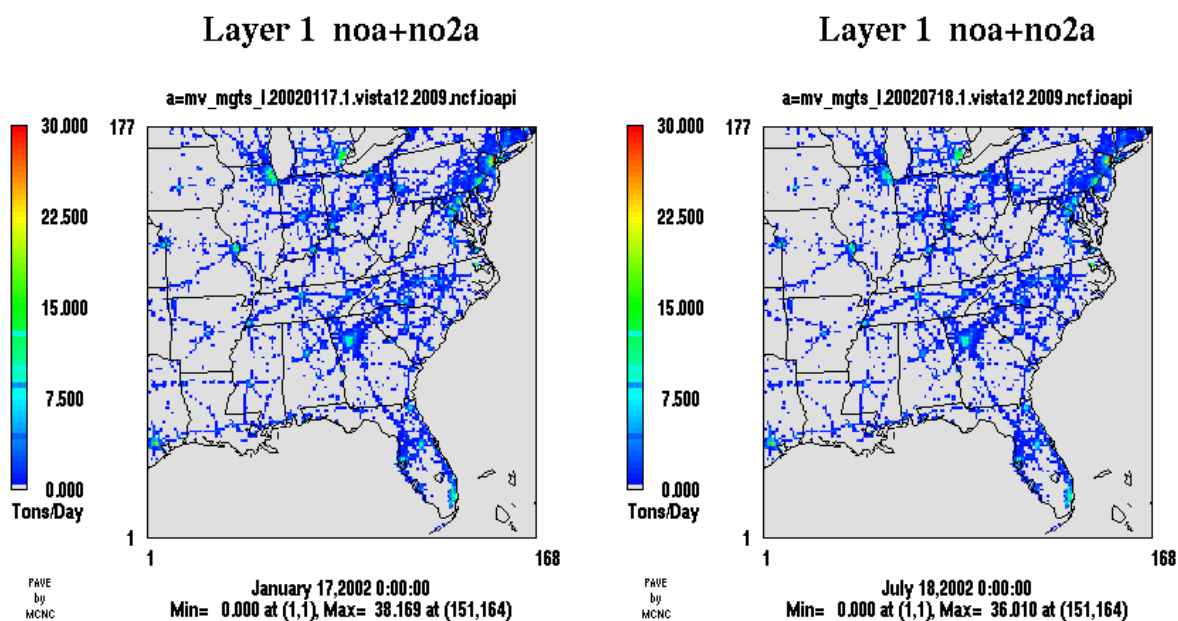 Layer 1 noa+no2a
a=mv_mgts_l.20020117.1.vista12.2009.ncf.ioapi
30.000
22.500
15.000
7.500
0.000
Tons/Day
177
1
1
168
PAVE
by
MCNC
January 17,2002 0:00:00
Min= 0.000 at (1,1), Max= 38.169 at (151,164)
Layer 1 noa+no2a
a=mv_mgts_l.20020718.1.vista12.2009.ncf.ioapi
30.000
22.500
15.000
7.500
0.000
Tons/Day
177
1
1
168
PAVE
by
MCNC
July 18,2002 0:00:00
Min= 0.000 at (1,1), Max= 36.010 at (151,164)